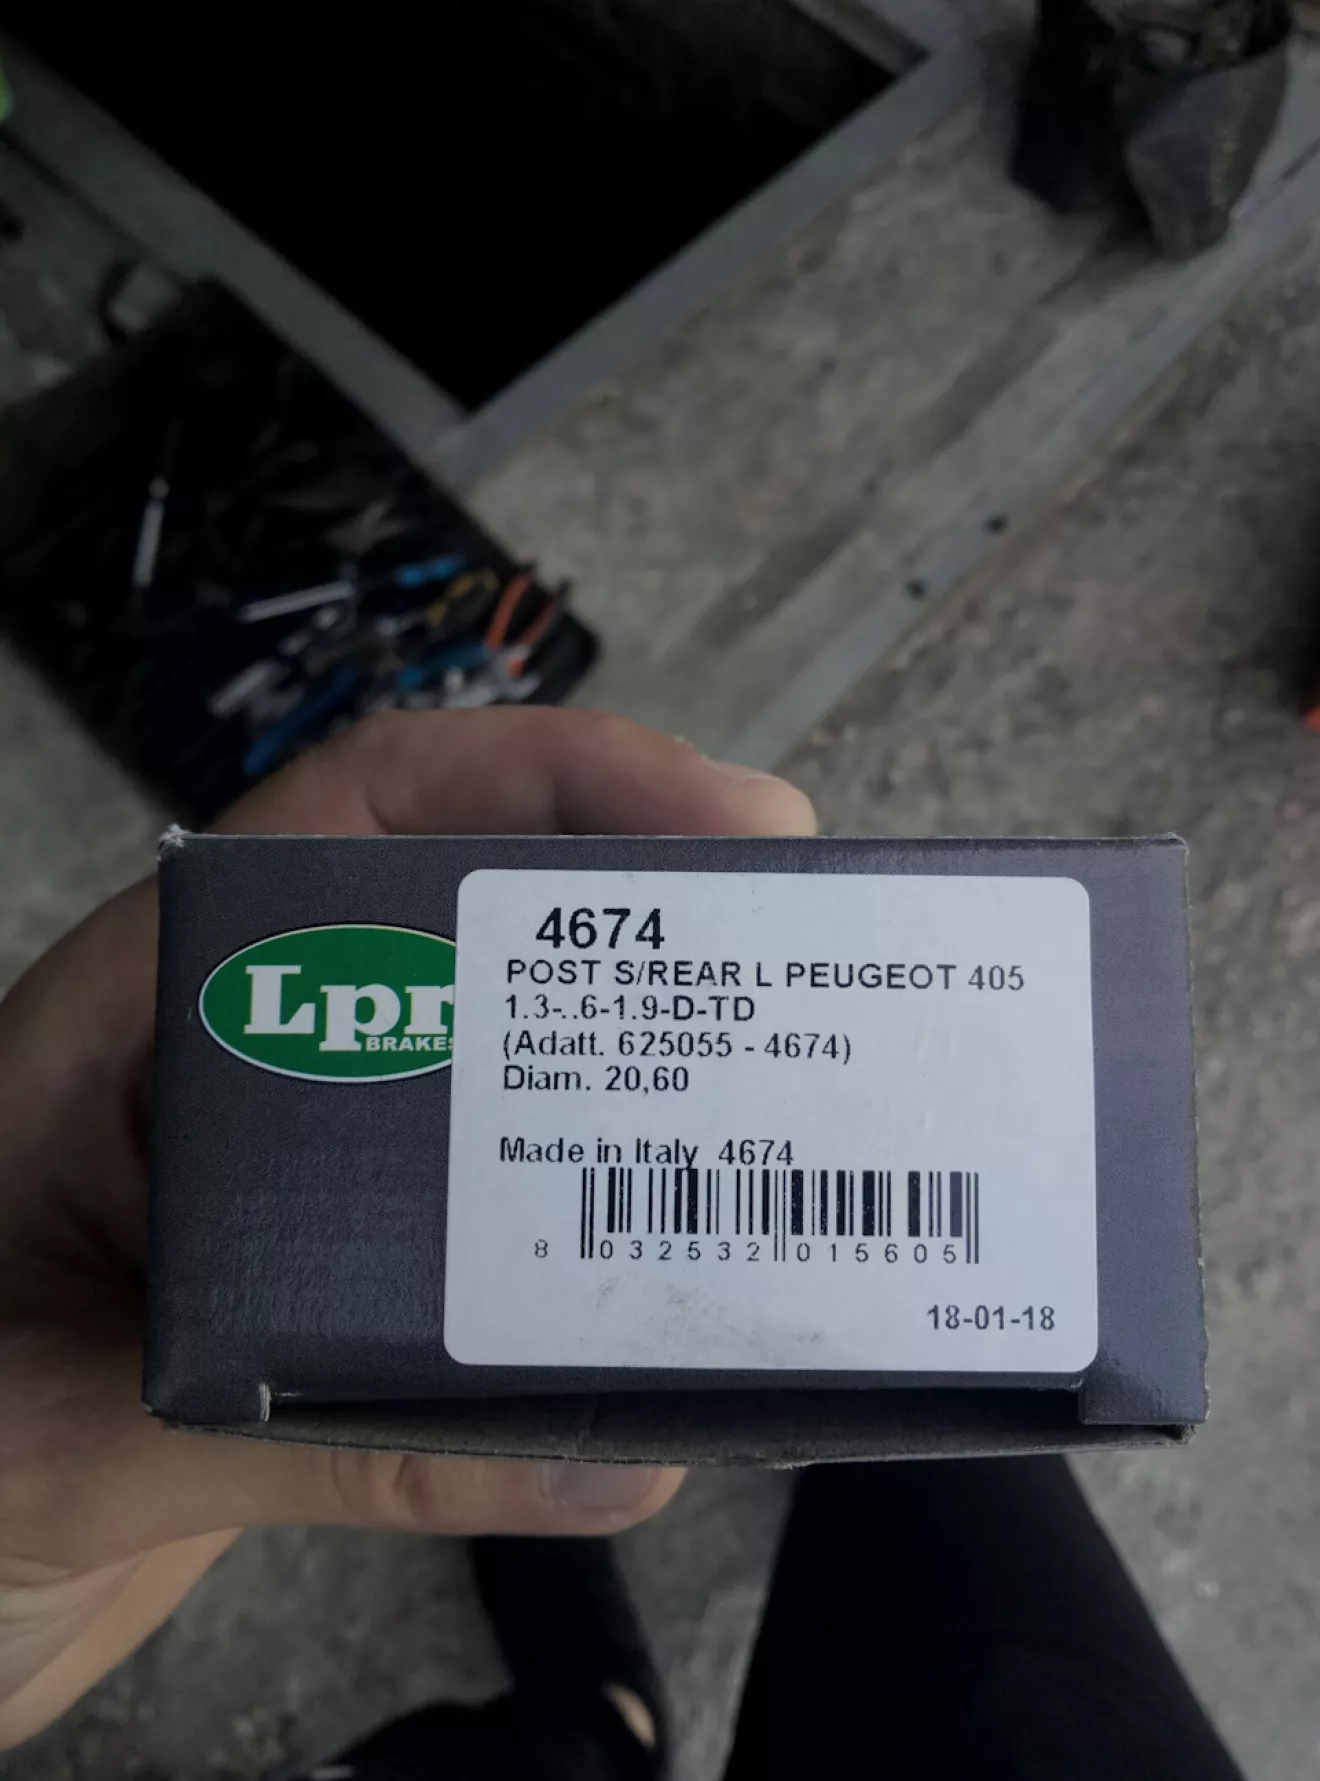 Lpr
BRAKES
4674
POST S/REAR L PEUGEOT 405
1.3-..6-1.9-D-TD
(Adatt. 625055 - 4674)
Diam. 20,60
Made in Italy 4674
8 032532 015605
18-01-18